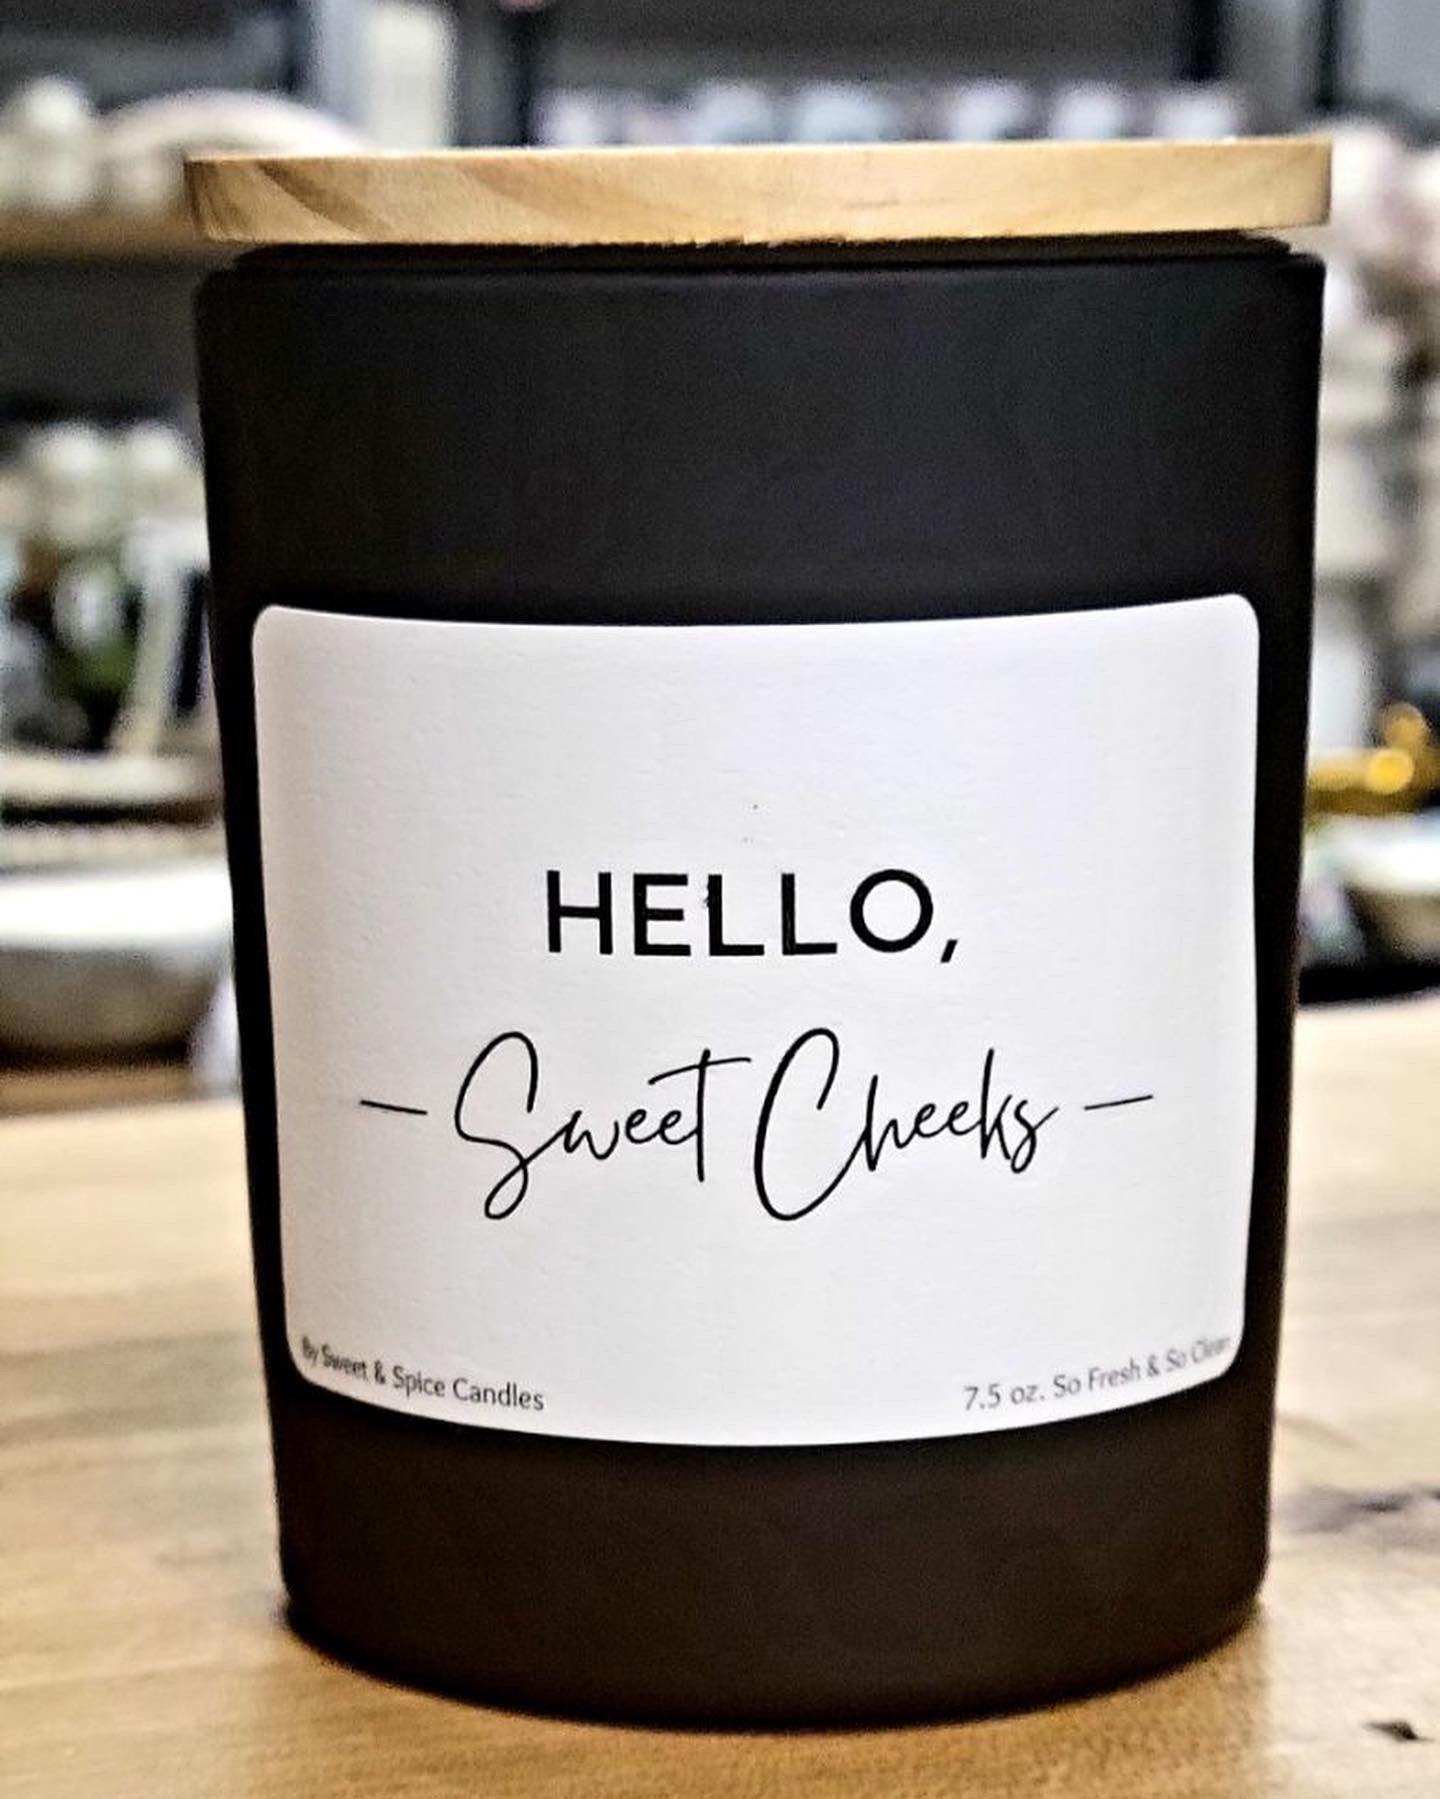 HELLO,
— Sweet Cheeks —
By Sweet & Spice Candles
7.5 oz. So Fresh & So Clean